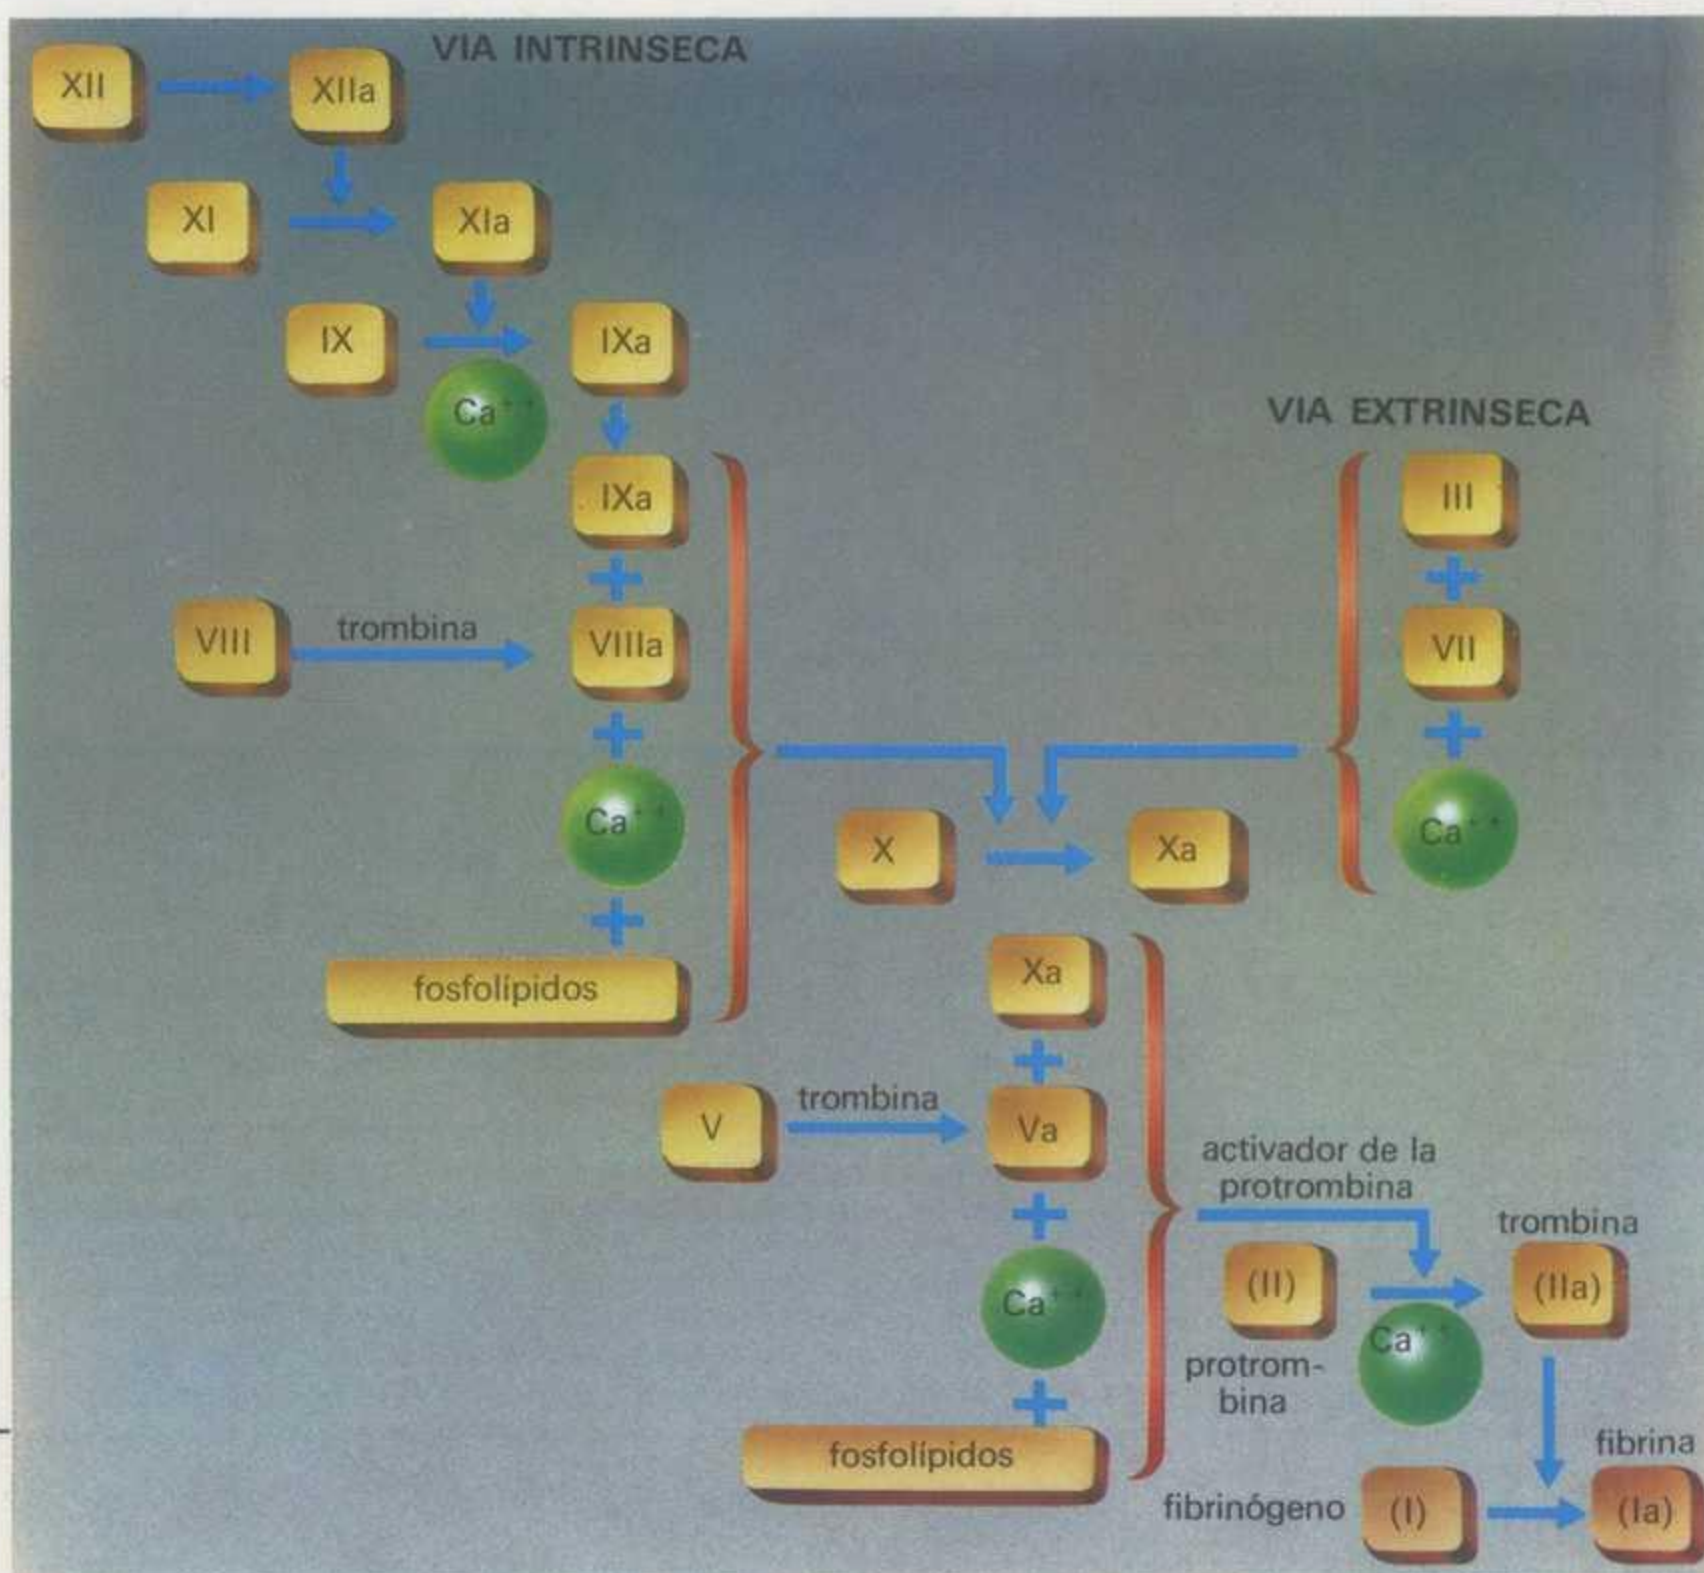 VIA INTRINSECA
XII
XIIa
XI
XIa
IX
IXa
Ca++
VIA EXTRINSECA
IXa
III
VIII
trombina
VIIIa
VII
Ca++
Ca++
X
Xa
fosfolípidos
Xa
V
trombina
Va
activador de la
protrombina
trombina
Ca++
(II)
(IIa)
Ca++
protrom-
bina
fosfolípidos
fibrina
fibrinógeno
(I)
(Ia)